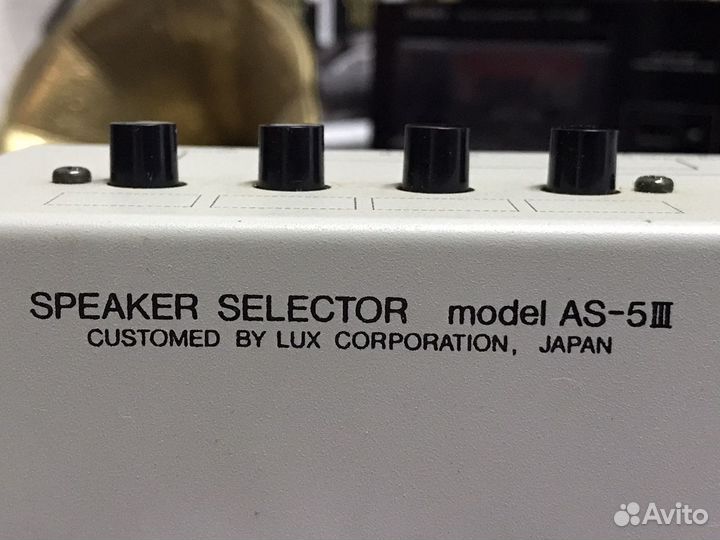 SPEAKER SELECTOR model AS-5III
CUSTOMED BY LUX CORPORATION, JAPAN
Avito